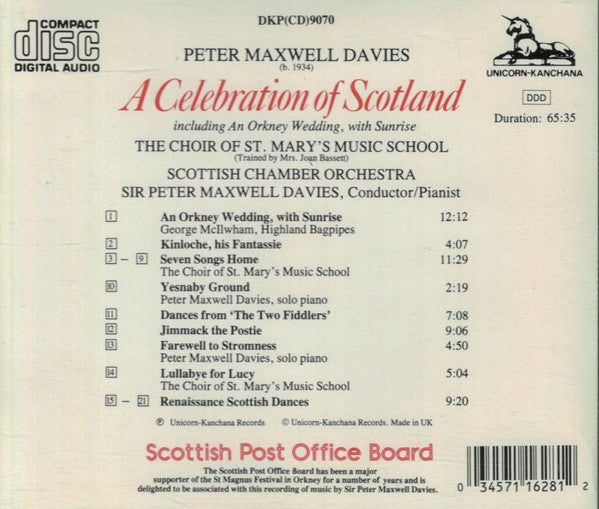 COMPACT
disc
DIGITAL AUDIO
DKP(CD)9070
UNICORN-KANCHANA
PETER MAXWELL DAVIES
(b. 1934)
DDD
A Celebration of Scotland
Duration: 65:35
including An Orkney Wedding, with Sunrise
THE CHOIR OF ST. MARY'S MUSIC SCHOOL
(Trained by Mrs. Joan Bassett)
SCOTTISH CHAMBER ORCHESTRA
SIR PETER MAXWELL DAVIES, Conductor/Pianist
1 An Orkney Wedding, with Sunrise 12:12
George McIlwham, Highland Bagpipes
2 Kinloche, his Fantassie 4:07
3 – 9 Seven Songs Home 11:29
The Choir of St. Mary's Music School
10 Yesnaby Ground 2:19
Peter Maxwell Davies, solo piano
11 Dances from 'The Two Fiddlers' 7:08
12 Jimmack the Postie 9:06
13 Farewell to Stromness 4:50
Peter Maxwell Davies, solo piano
14 Lullabye for Lucy 5:04
The Choir of St. Mary's Music School
15 – 21 Renaissance Scottish Dances 9:20
℗ Unicorn-Kanchana Records. © Unicorn-Kanchana Records. Made in UK
Scottish Post Office Board
The Scottish Post Office Board has been a major
supporter of the St Magnus Festival in Orkney for a number of years and is
delighted to be associated with this recording of music by Sir Peter Maxwell Davies.
0 34571 16281 2